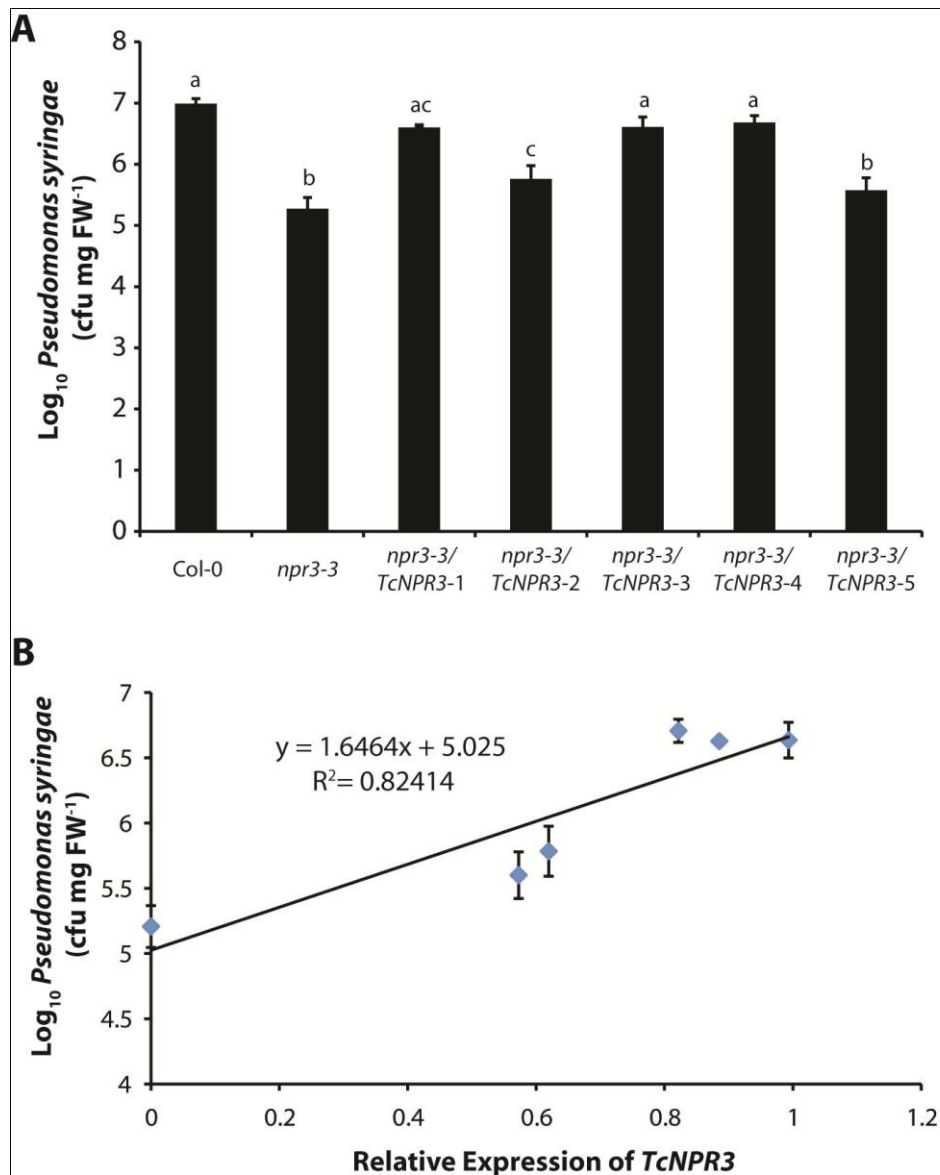 A
Log₁₀ Pseudomonas syringae
(cfu mg FW⁻¹)
8
7
6
5
4
3
2
1
0
a
b
ac
c
a
a
b
Col-0
npr3-3
npr3-3/
TcNPR3-1
npr3-3/
TcNPR3-2
npr3-3/
TcNPR3-3
npr3-3/
TcNPR3-4
npr3-3/
TcNPR3-5
B
Log₁₀ Pseudomonas syringae
(cfu mg FW⁻¹)
7
6.5
6
5.5
5
4.5
4
y = 1.6464x + 5.025
R²= 0.82414
0
0.2
0.4
0.6
0.8
1
1.2
Relative Expression of TcNPR3